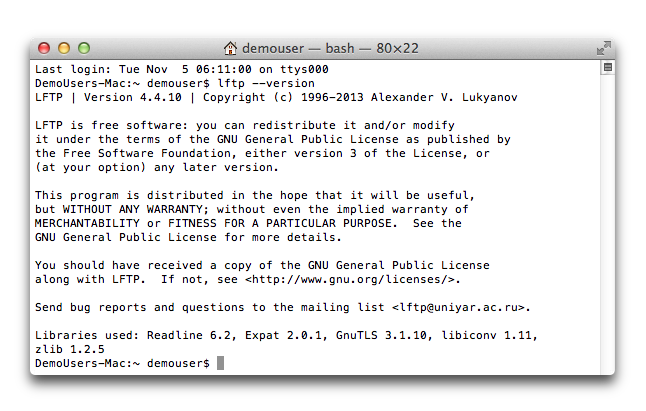 demouser — bash — 80×22
Last login: Tue Nov  5 06:11:00 on ttys000
DemoUsers-Mac:~ demouser$ lftp --version
LFTP | Version 4.4.10 | Copyright (c) 1996-2013 Alexander V. Lukyanov

LFTP is free software: you can redistribute it and/or modify
it under the terms of the GNU General Public License as published by
the Free Software Foundation, either version 3 of the License, or
(at your option) any later version.

This program is distributed in the hope that it will be useful,
but WITHOUT ANY WARRANTY; without even the implied warranty of
MERCHANTABILITY or FITNESS FOR A PARTICULAR PURPOSE.  See the
GNU General Public License for more details.

You should have received a copy of the GNU General Public License
along with LFTP.  If not, see <http://www.gnu.org/licenses/>.

Send bug reports and questions to the mailing list <lftp@uniyar.ac.ru>.

Libraries used: Readline 6.2, Expat 2.0.1, GnuTLS 3.1.10, libiconv 1.11,
zlib 1.2.5
DemoUsers-Mac:~ demouser$